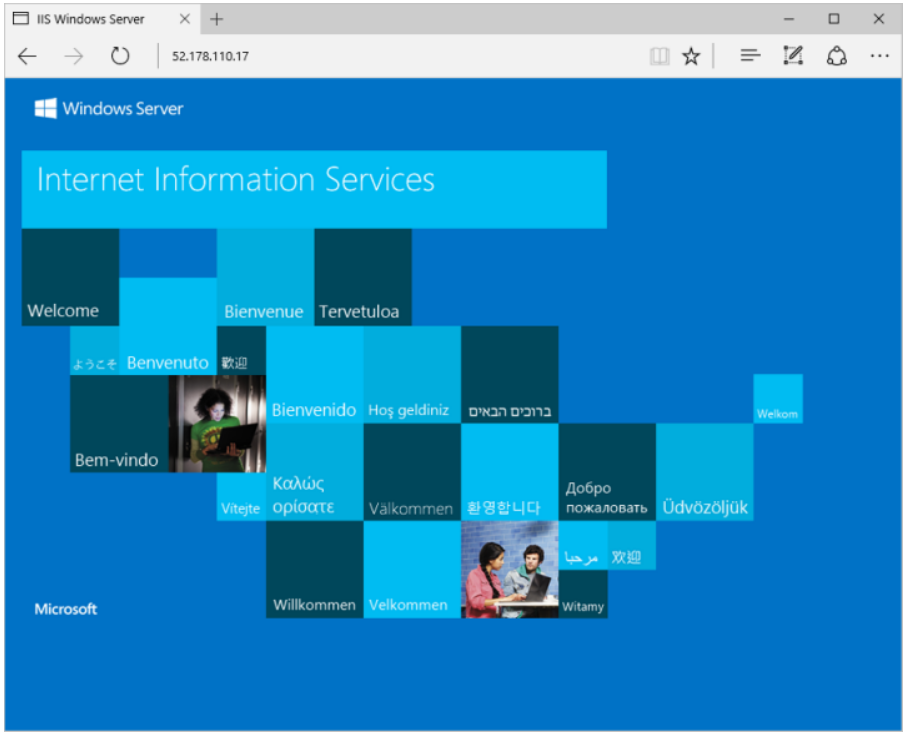 IIS Windows Server
52.178.110.17
Windows Server
Internet Information Services
Welcome
Bienvenue
Tervetuloa
ようこそ
Benvenuto
歡迎
Bienvenido
Hoş geldiniz
ברוכים הבאים
Welkom
Bem-vindo
Vítejte
Καλώς
ορίσατε
Välkommen
환영합니다
Добро
пожаловать
Üdvözöljük
Willkommen
Velkommen
مرحبا
欢迎
Witamy
Microsoft